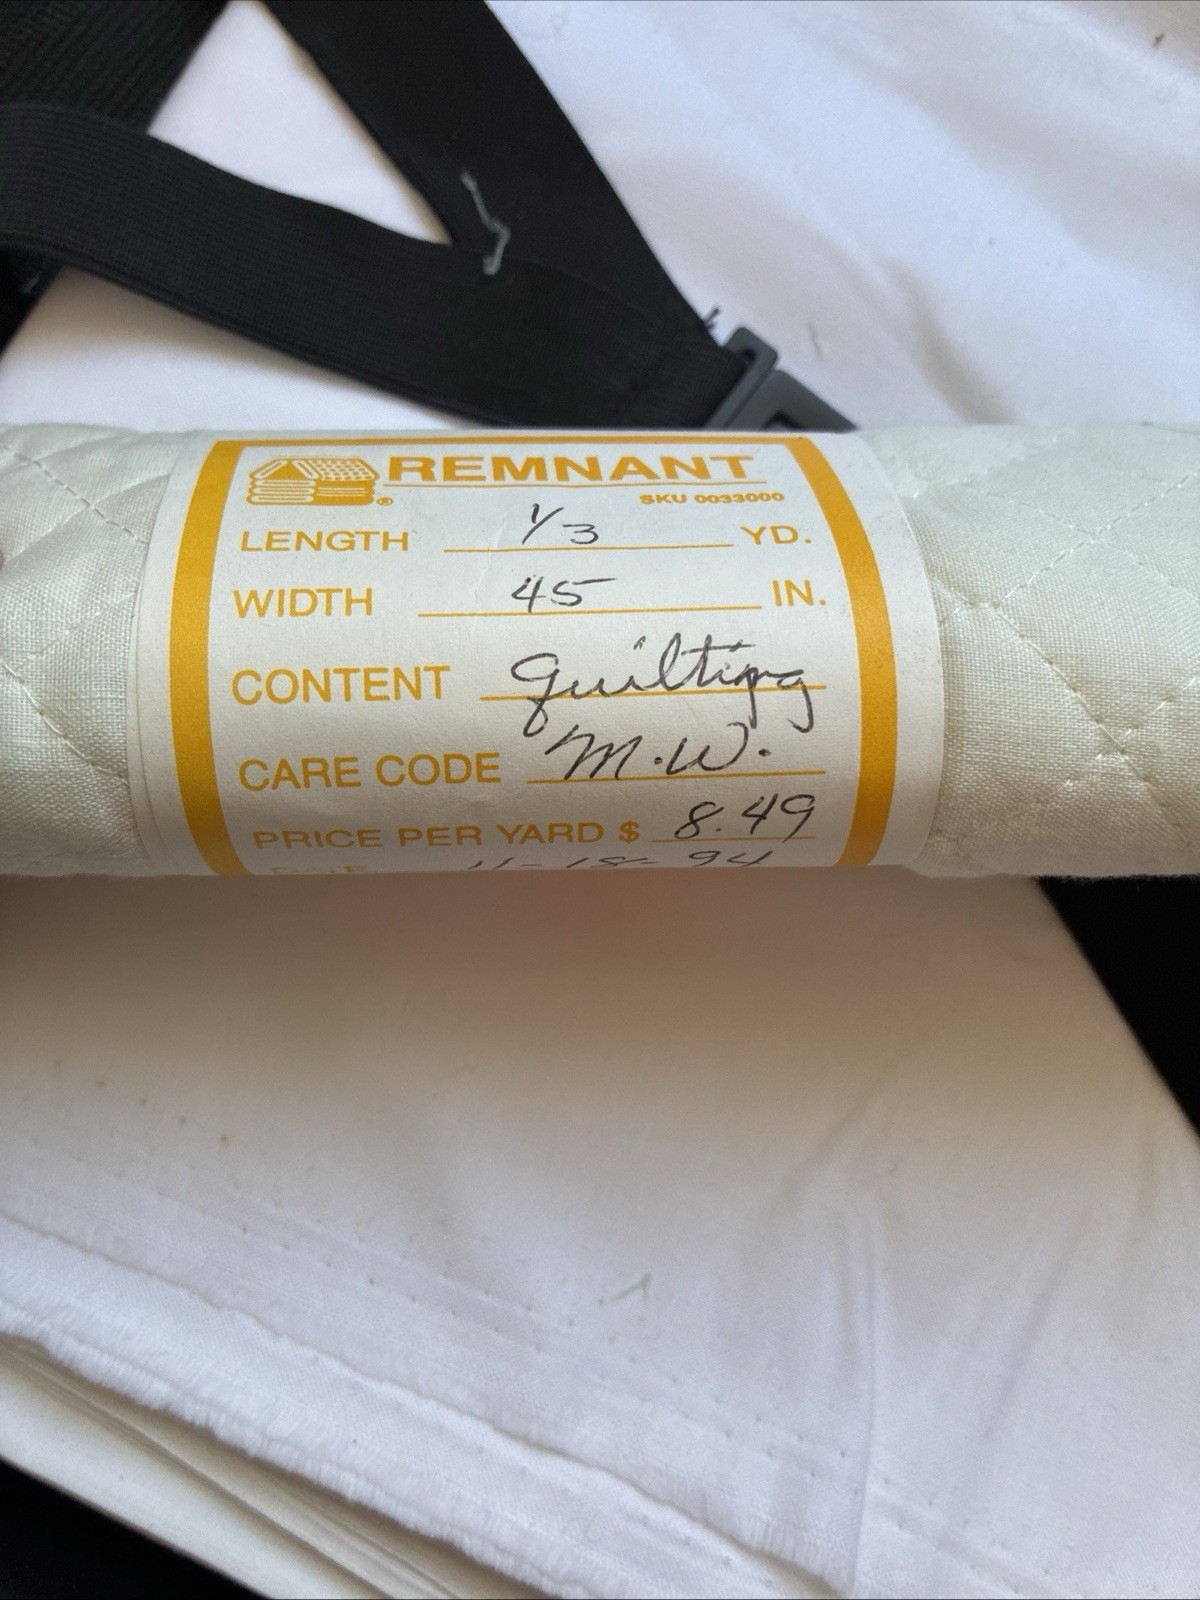 REMNANT
SKU 0033000
LENGTH 1/3 YD.
WIDTH 45 IN.
CONTENT quilting
CARE CODE M.W.
PRICE PER YARD $ 8.49
DATE 11-18-94